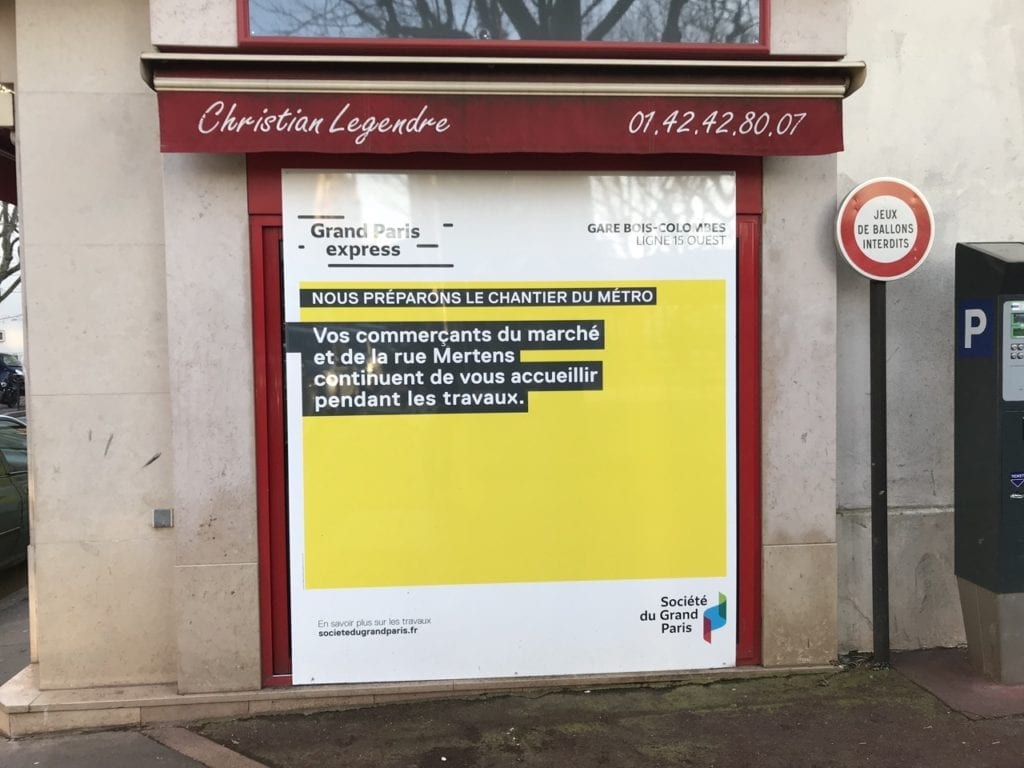 Christian Legendre 01.42.42.80.07
Grand Paris
express
GARE BOIS-COLOMBES
LIGNE 15 OUEST
NOUS PRÉPARONS LE CHANTIER DU MÉTRO
Vos commerçants du marché
et de la rue Mertens
continuent de vous accueillir
pendant les travaux.
En savoir plus sur les travaux
societedugrandparis.fr
Société
du Grand
Paris
JEUX
DE BALLONS
INTERDITS
P